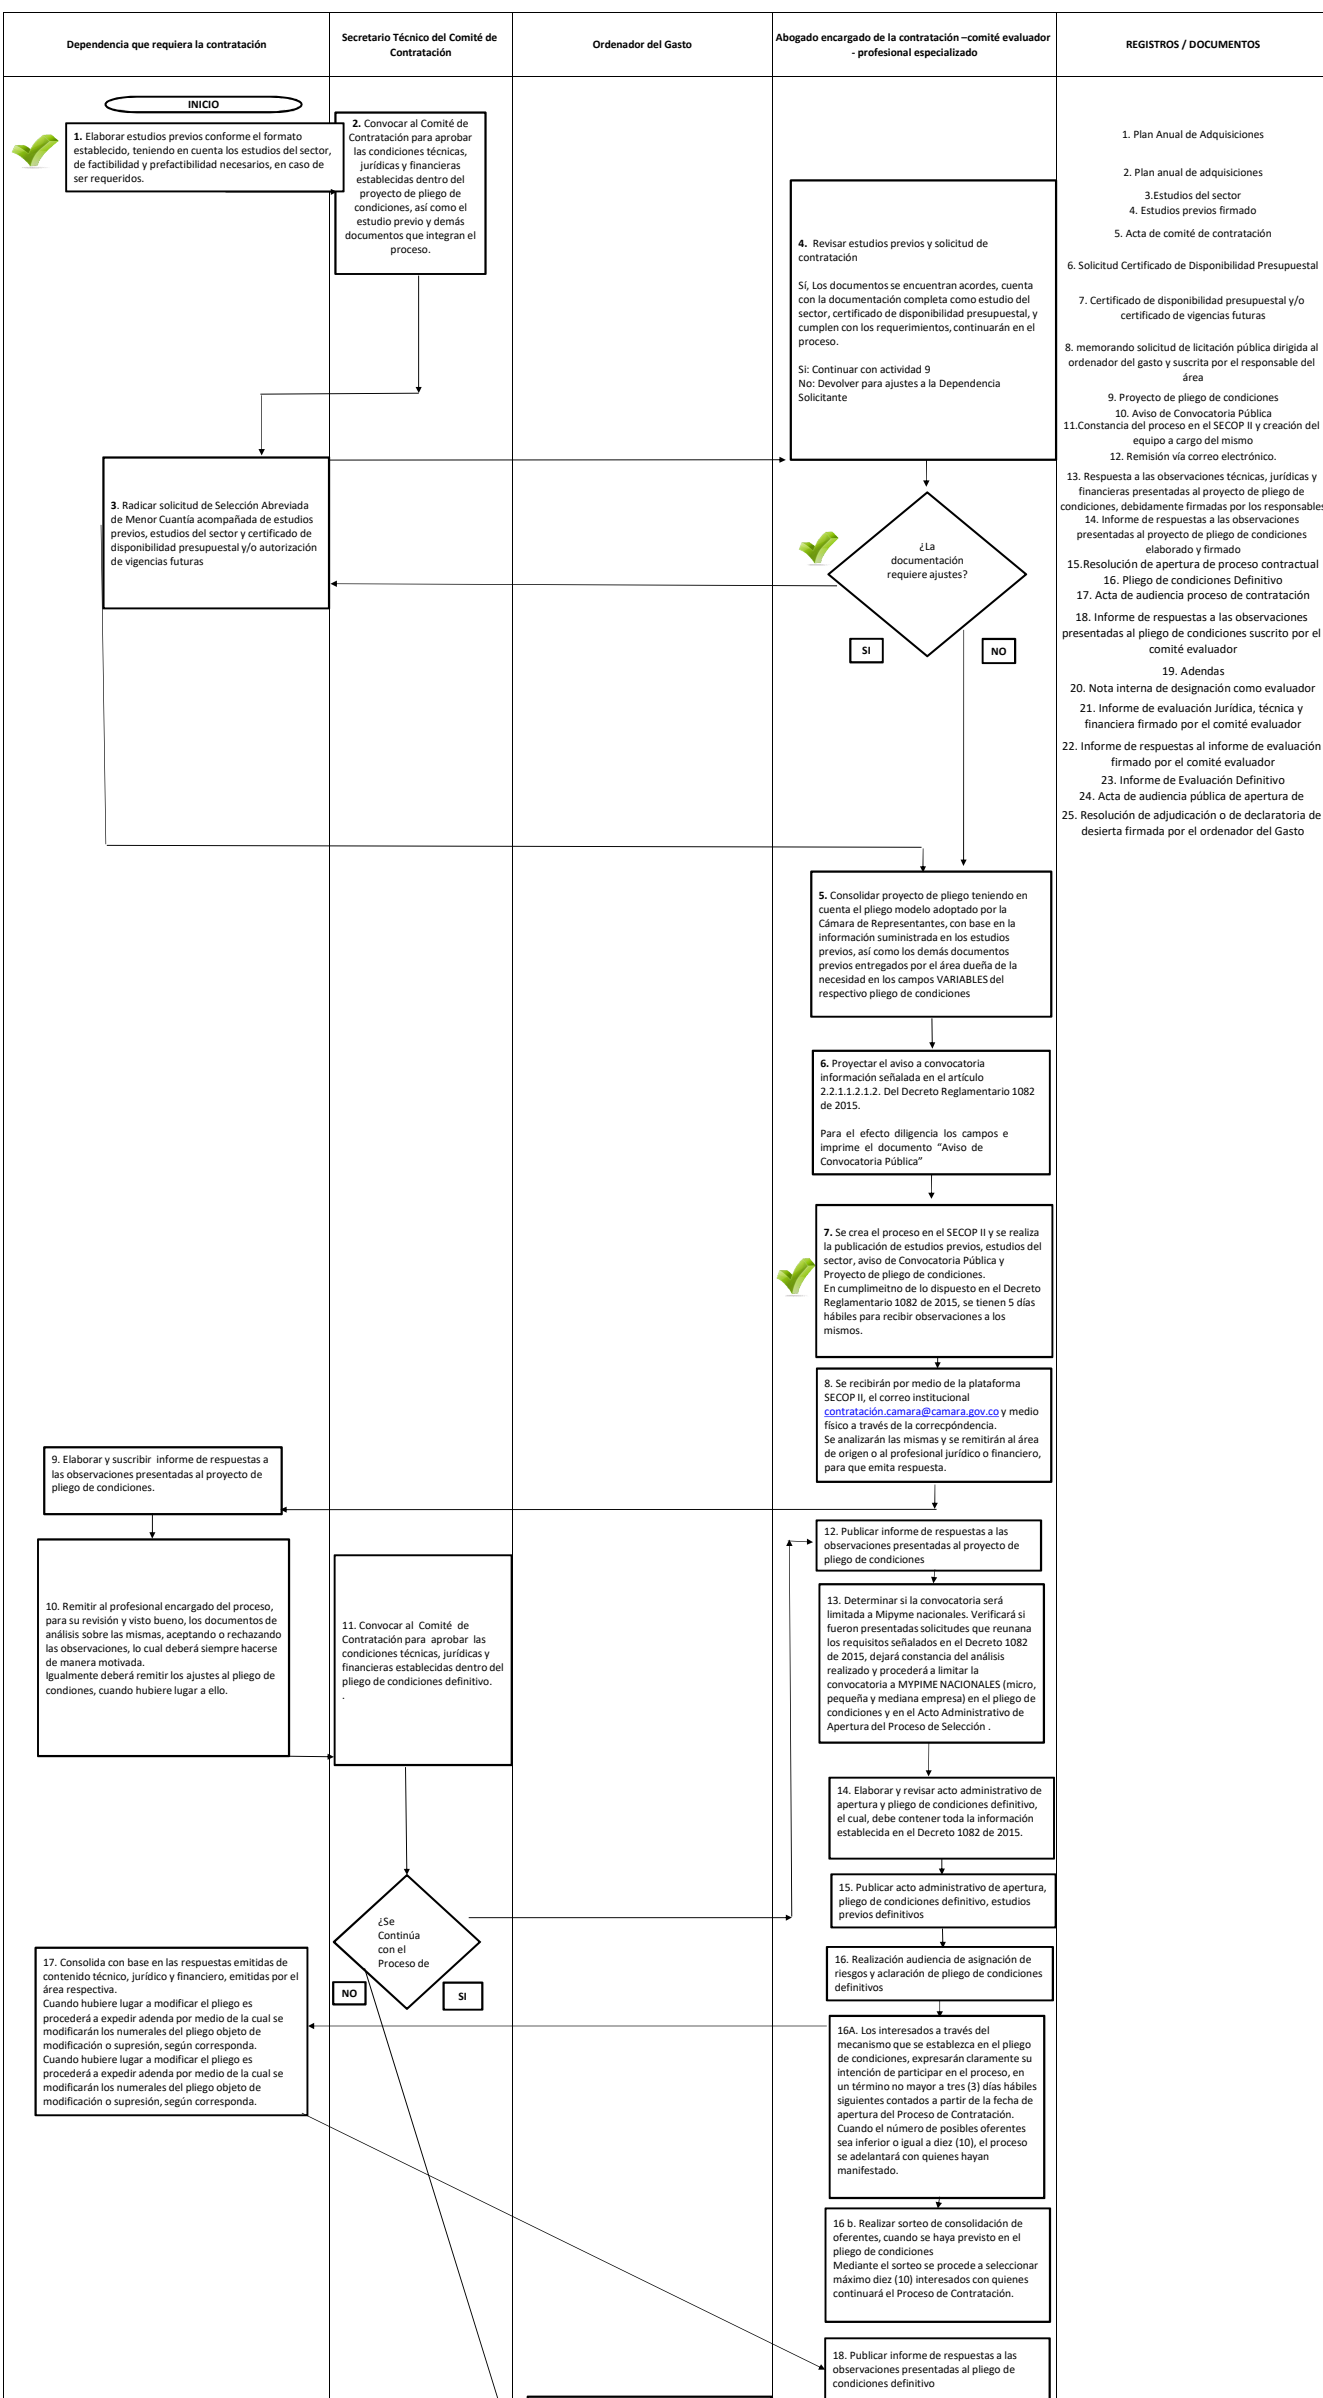 Dependencia que requiera la contratación
Secretario Técnico del Comité de
Contratación
Ordenador del Gasto
Abogado encargado de la contratación –comité evaluador
- profesional especializado
REGISTROS / DOCUMENTOS
INICIO
1. Elaborar estudios previos conforme el formato
establecido, teniendo en cuenta los estudios del sector,
de factibilidad y prefactibilidad necesarios, en caso de
ser requeridos.
2. Convocar al Comité de
Contratación para aprobar
las condiciones técnicas,
jurídicas y financieras
establecidas dentro del
proyecto de pliego de
condiciones, así como el
estudio previo y demás
documentos que integran el
proceso.
4. Revisar estudios previos y solicitud de
contratación
Sí, Los documentos se encuentran acordes, cuenta
con la documentación completa como estudio del
sector, certificado de disponibilidad presupuestal, y
cumplen con los requerimientos, continuarán en el
proceso.
Si: Continuar con actividad 9
No: Devolver para ajustes a la Dependencia
Solicitante
1. Plan Anual de Adquisiciones
2. Plan anual de adquisiciones
3.Estudios del sector
4. Estudios previos firmado
5. Acta de comité de contratación
6. Solicitud Certificado de Disponibilidad Presupuestal
7. Certificado de disponibilidad presupuestal y/o
certificado de vigencias futuras
8. memorando solicitud de licitación pública dirigida al
ordenador del gasto y suscrita por el responsable del
área
9. Proyecto de pliego de condiciones
10. Aviso de Convocatoria Pública
11.Constancia del proceso en el SECOP II y creación del
equipo a cargo del mismo
12. Remisión vía correo electrónico.
13. Respuesta a las observaciones técnicas, jurídicas y
financieras presentadas al proyecto de pliego de
condiciones, debidamente firmadas por los responsables
14. Informe de respuestas a las observaciones
presentadas al proyecto de pliego de condiciones
elaborado y firmado
15.Resolución de apertura de proceso contractual
16. Pliego de condiciones Definitivo
17. Acta de audiencia proceso de contratación
18. Informe de respuestas a las observaciones
presentadas al pliego de condiciones suscrito por el
comité evaluador
19. Adendas
20. Nota interna de designación como evaluador
21. Informe de evaluación Jurídica, técnica y
financiera firmado por el comité evaluador
22. Informe de respuestas al informe de evaluación
firmado por el comité evaluador
23. Informe de Evaluación Definitivo
24. Acta de audiencia pública de apertura de
25. Resolución de adjudicación o de declaratoria de
desierta firmada por el ordenador del Gasto
3. Radicar solicitud de Selección Abreviada
de Menor Cuantía acompañada de estudios
previos, estudios del sector y certificado de
disponibilidad presupuestal y/o autorización
de vigencias futuras
¿La
documentación
requiere ajustes?
SI
NO
5. Consolidar proyecto de pliego teniendo en
cuenta el pliego modelo adoptado por la
Cámara de Representantes, con base en la
información suministrada en los estudios
previos, así como los demás documentos
previos entregados por el área dueña de la
necesidad en los campos VARIABLES del
respectivo pliego de condiciones
6. Proyectar el aviso a convocatoria
información señalada en el artículo
2.2.1.1.2.1.2. Del Decreto Reglamentario 1082
de 2015.
Para el efecto diligencia los campos e
imprime el documento “Aviso de
Convocatoria Pública”
7. Se crea el proceso en el SECOP II y se realiza
la publicación de estudios previos, estudios del
sector, aviso de Convocatoria Pública y
Proyecto de pliego de condiciones.
En cumplimeitno de lo dispuesto en el Decreto
Reglamentario 1082 de 2015, se tienen 5 días
hábiles para recibir observaciones a los
mismos.
8. Se recibirán por medio de la plataforma
SECOP II, el correo institucional
contratación.camara@camara.gov.co y medio
físico a través de la correcpóndencia.
Se analizarán las mismas y se remitirán al área
de origen o al profesional jurídico o financiero,
para que emita respuesta.
9. Elaborar y suscribir informe de respuestas a
las observaciones presentadas al proyecto de
pliego de condiciones.
10. Remitir al profesional encargado del proceso,
para su revisión y visto bueno, los documentos de
análisis sobre las mismas, aceptando o rechazando
las observaciones, lo cual deberá siempre hacerse
de manera motivada.
Igualmente deberá remitir los ajustes al pliego de
condiones, cuando hubiere lugar a ello.
11. Convocar al Comité de
Contratación para aprobar las
condiciones técnicas, jurídicas y
financieras establecidas dentro del
pliego de condiciones definitivo.
.
12. Publicar informe de respuestas a las
observaciones presentadas al proyecto de
pliego de condiciones
13. Determinar si la convocatoria será
limitada a Mipyme nacionales. Verificará si
fueron presentadas solicitudes que reunana
los requisitos señalados en el Decreto 1082
de 2015, dejará constancia del análisis
realizado y procederá a limitar la
convocatoria a MYPIME NACIONALES (micro,
pequeña y mediana empresa) en el pliego de
condiciones y en el Acto Administrativo de
Apertura del Proceso de Selección .
14. Elaborar y revisar acto administrativo de
apertura y pliego de condiciones definitivo,
el cual, debe contener toda la información
establecida en el Decreto 1082 de 2015.
15. Publicar acto administrativo de apertura,
pliego de condiciones definitivo, estudios
previos definitivos
¿Se
Continúa
con el
Proceso de
NO
SI
16. Realización audiencia de asignación de
riesgos y aclaración de pliego de condiciones
definitivos
17. Consolida con base en las respuestas emitidas de
contenido técnico, jurídico y financiero, emitidas por el
área respectiva.
Cuando hubiere lugar a modificar el pliego es
procederá a expedir adenda por medio de la cual se
modificarán los numerales del pliego objeto de
modificación o supresión, según corresponda.
Cuando hubiere lugar a modificar el pliego es
procederá a expedir adenda por medio de la cual se
modificarán los numerales del pliego objeto de
modificación o supresión, según corresponda.
16A. Los interesados a través del
mecanismo que se establezca en el pliego
de condiciones, expresarán claramente su
intención de participar en el proceso, en
un término no mayor a tres (3) días hábiles
siguientes contados a partir de la fecha de
apertura del Proceso de Contratación.
Cuando el número de posibles oferentes
sea inferior o igual a diez (10), el proceso
se adelantará con quienes hayan
manifestado.
16 b. Realizar sorteo de consolidación de
oferentes, cuando se haya previsto en el
pliego de condiciones
Mediante el sorteo se procede a seleccionar
máximo diez (10) interesados con quienes
continuará el Proceso de Contratación.
18. Publicar informe de respuestas a las
observaciones presentadas al pliego de
condiciones definitivo